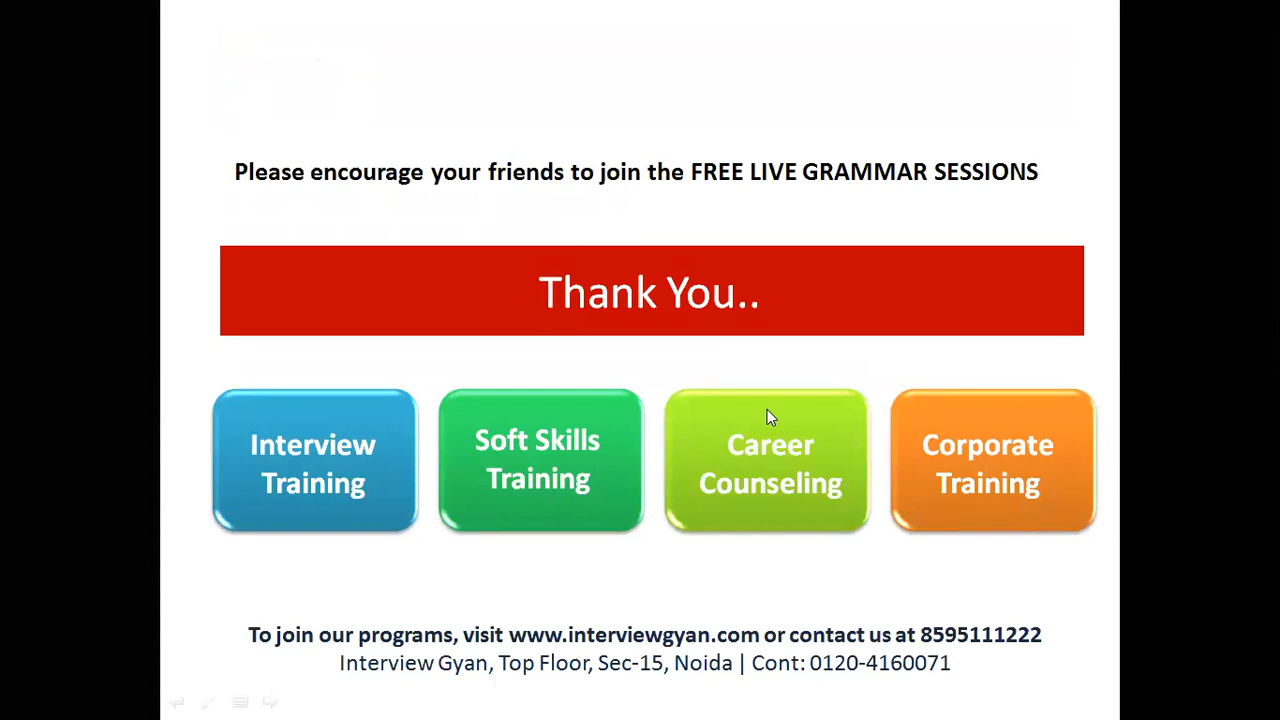 Please encourage your friends to join the FREE LIVE GRAMMAR SESSIONS
Thank You..
Interview
Training
Soft Skills
Training
Career
Counseling
Corporate
Training
To join our programs, visit www.interviewgyan.com or contact us at 8595111222
Interview Gyan, Top Floor, Sec-15, Noida | Cont: 0120-4160071